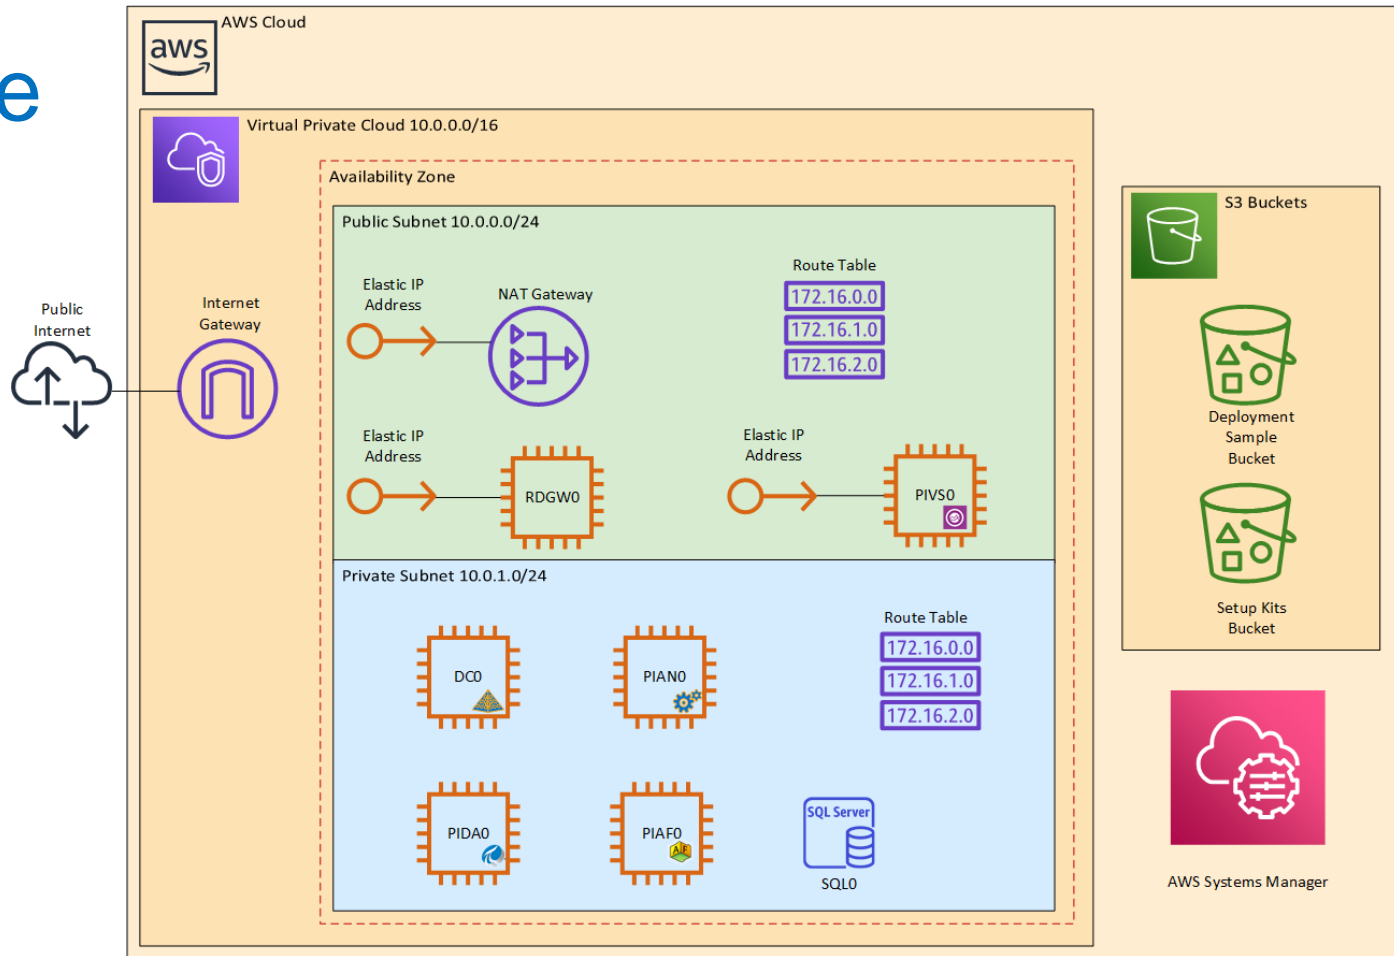 e
AWS Cloud
aws
Virtual Private Cloud 10.0.0.0/16
Availability Zone
Public Subnet 10.0.0.0/24
Elastic IP
Address
NAT Gateway
Route Table
172.16.0.0
172.16.1.0
172.16.2.0
Public
Internet
Internet
Gateway
Elastic IP
Address
RDGW0
Elastic IP
Address
PIVS0
Private Subnet 10.0.1.0/24
DC0
PIAN0
Route Table
172.16.0.0
172.16.1.0
172.16.2.0
PIDA0
PIAF0
AF
SQL Server
SQL0
S3 Buckets
Deployment
Sample
Bucket
Setup Kits
Bucket
AWS Systems Manager